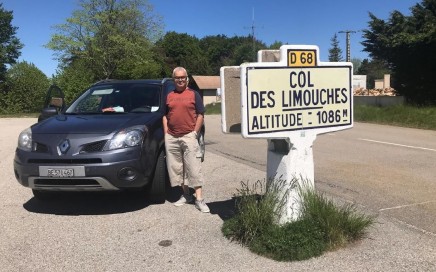 D 68
COL
DES LIMOUCHES
ALTITUDE - 1086 M